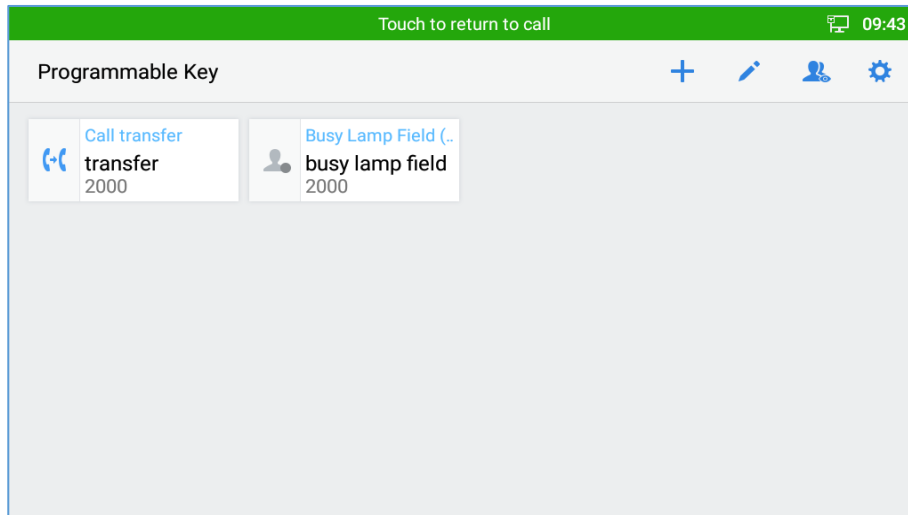 Touch to return to call
09:43
Programmable Key
Call transfer
transfer
2000
Busy Lamp Field (..
busy lamp field
2000